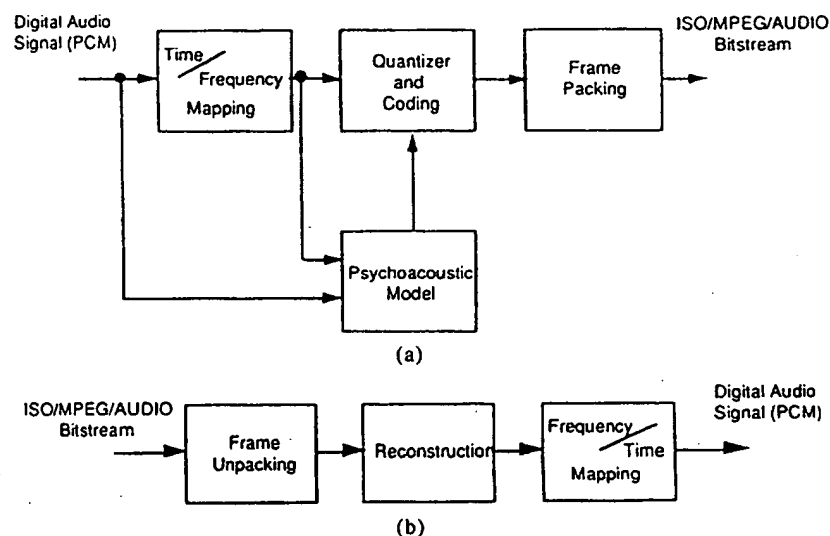 Digital Audio
Signal (PCM)
ISO/MPEG/AUDIO
Bitstream
Time
Frequency
Mapping
Quantizer
and
Coding
Frame
Packing
Psychoacoustic
Model
(a)
ISO/MPEG/AUDIO
Bitstream
Frame
Unpacking
Reconstruction
Frequency
Time
Mapping
Digital Audio
Signal (PCM)
(b)